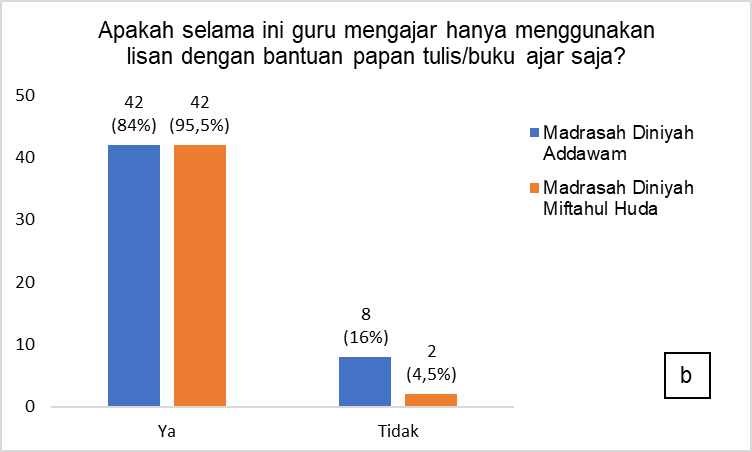 Apakah selama ini guru mengajar hanya menggunakan
lisan dengan bantuan papan tulis/buku ajar saja?
50
40
30
20
10
0
42
(84%)
42
(95,5%)
8
(16%)
2
(4,5%)
Ya
Tidak
Madrasah Diniyah
Addawam
Madrasah Diniyah
Miftahul Huda
b